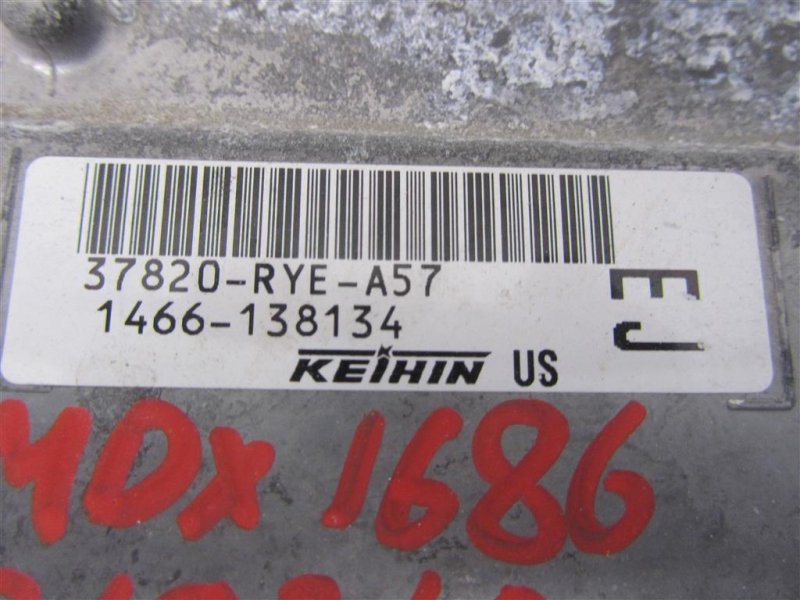 37820-RYE-A57
1466-138134
EJ
KEIHIN US
MDX 1686